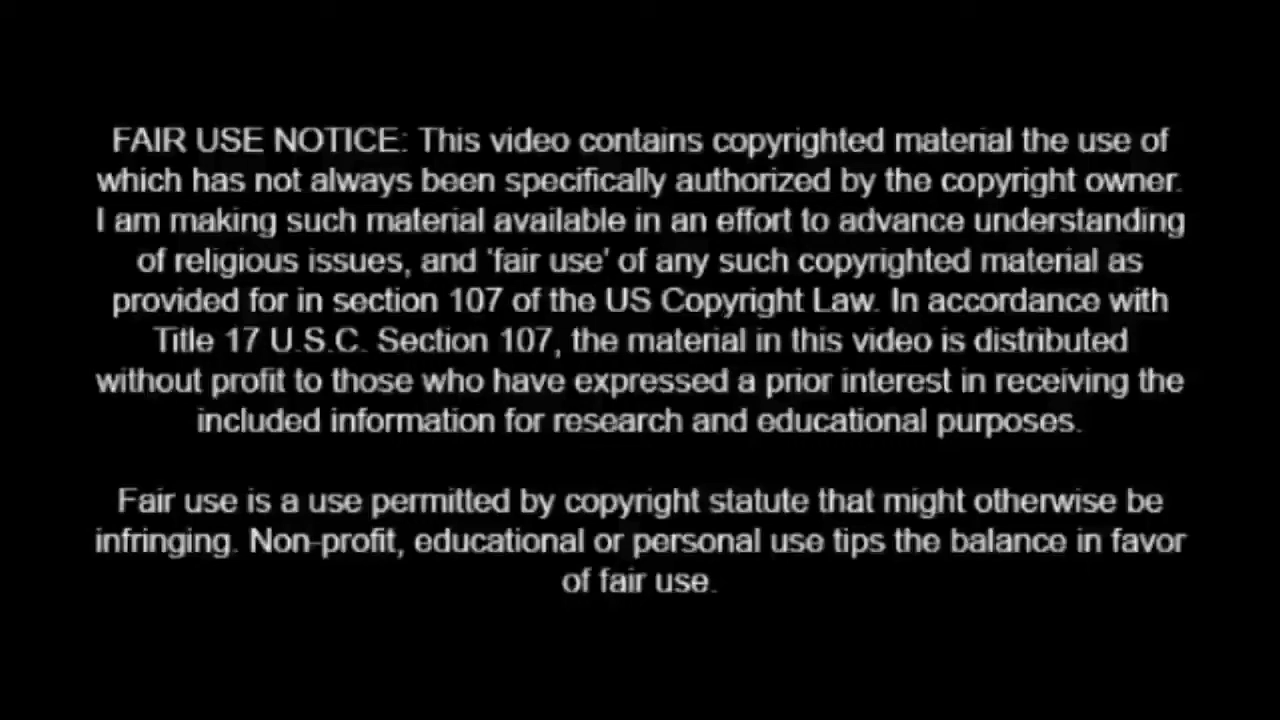 FAIR USE NOTICE: This video contains copyrighted material the use of
which has not always been specifically authorized by the copyright owner.
I am making such material available in an effort to advance understanding
of religious issues, and 'fair use' of any such copyrighted material as
provided for in section 107 of the US Copyright Law. In accordance with
Title 17 U.S.C. Section 107, the material in this video is distributed
without profit to those who have expressed a prior interest in receiving the
included information for research and educational purposes.
Fair use is a use permitted by copyright statute that might otherwise be
infringing. Non-profit, educational or personal use tips the balance in favor
of fair use.